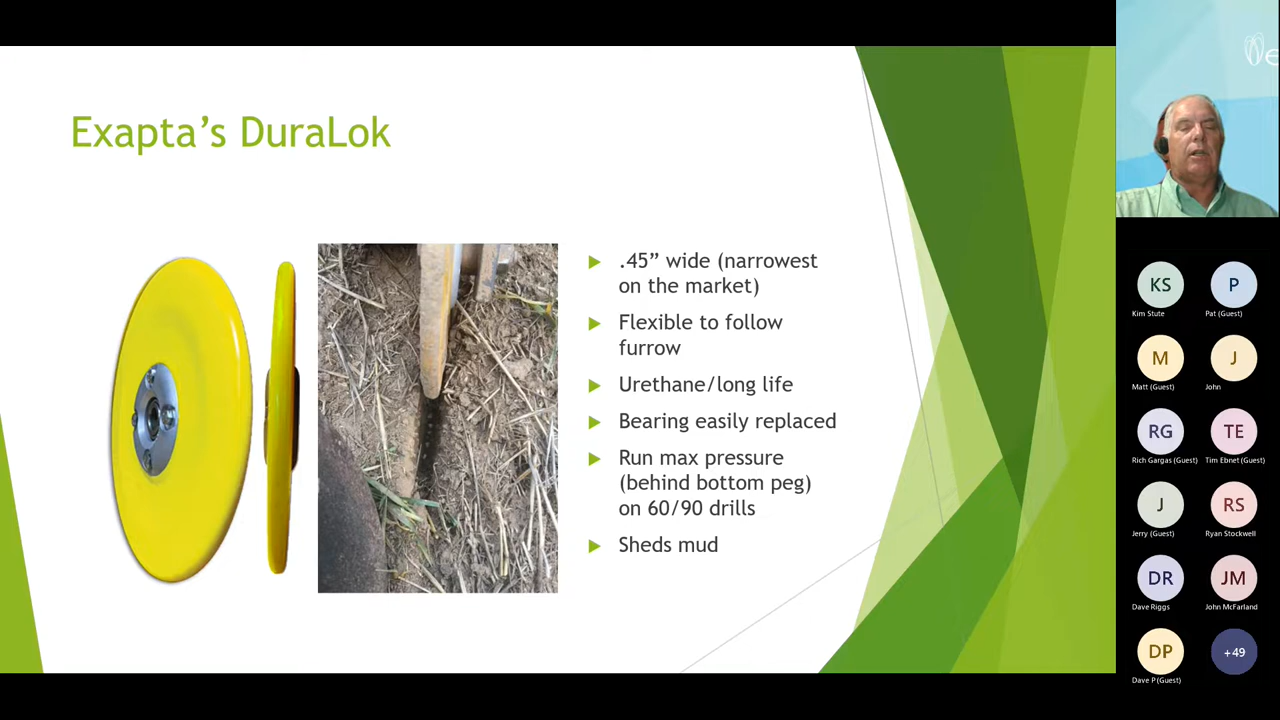 Exapta’s DuraLok
.45” wide (narrowest
on the market)
Flexible to follow
furrow
Urethane/long life
Bearing easily replaced
Run max pressure
(behind bottom peg)
on 60/90 drills
Sheds mud
KS
P
Kim Stute
Pat (Guest)
M
J
Matt (Guest)
John
RG
TE
Rich Gargas (Guest)
Tim Ebnet (Guest)
J
RS
Jerry (Guest)
Ryan Stockwell
DR
JM
Dave Riggs
John McFarland
DP
+49
Dave P (Guest)